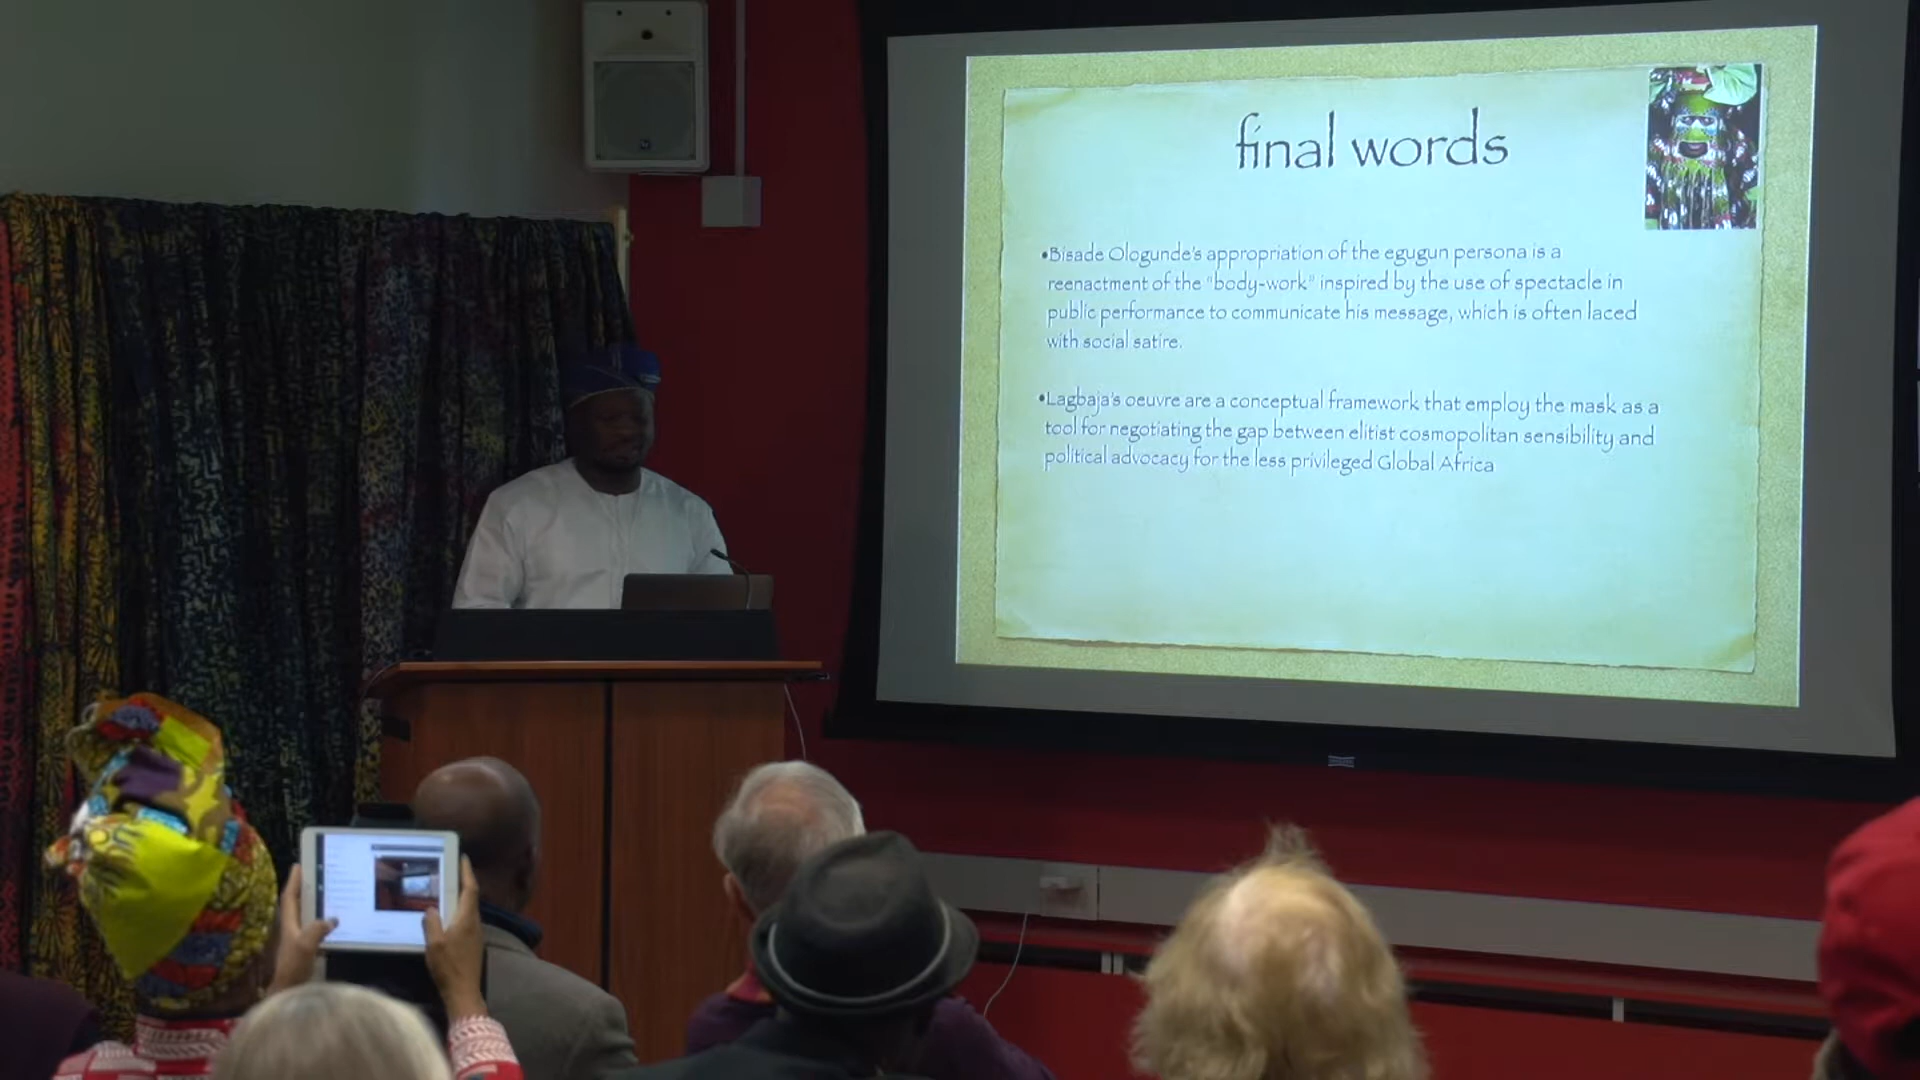 final words
•Bisade Ologunde's appropriation of the egugun persona is a
reenactment of the "body-work" inspired by the use of spectacle in
public performance to communicate his message, which is often laced
with social satire.
•Lagbaja's oeuvre are a conceptual framework that employ the mask as a
tool for negotiating the gap between elitist cosmopolitan sensibility and
political advocacy for the less privileged Global Africa